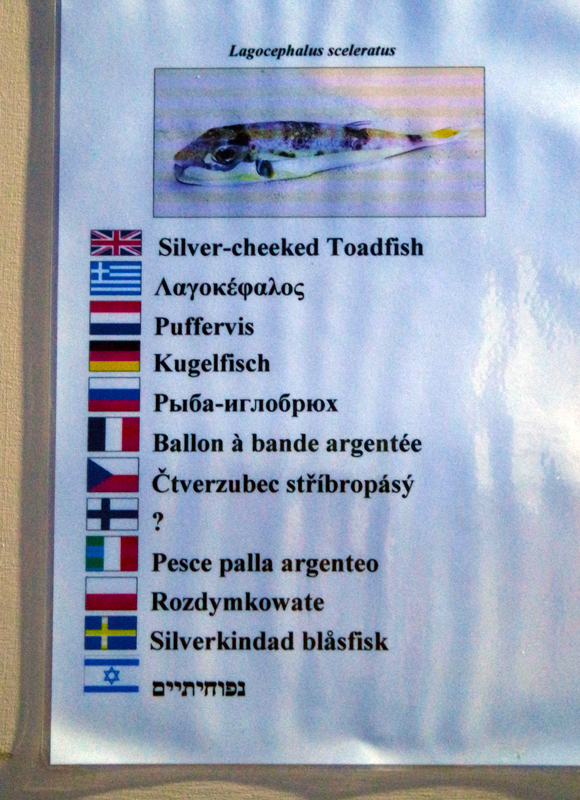 Lagocephalus sceleratus
Silver-cheeked Toadfish
Λαγοκέφαλος
Puffervis
Kugelfisch
Рыба-иглобрюх
Ballon à bande argentée
Čtverzubec stříbropásý
?
Pesce palla argenteo
Rozdymkowate
Silverkindad blåsfisk
נפוחיתיים